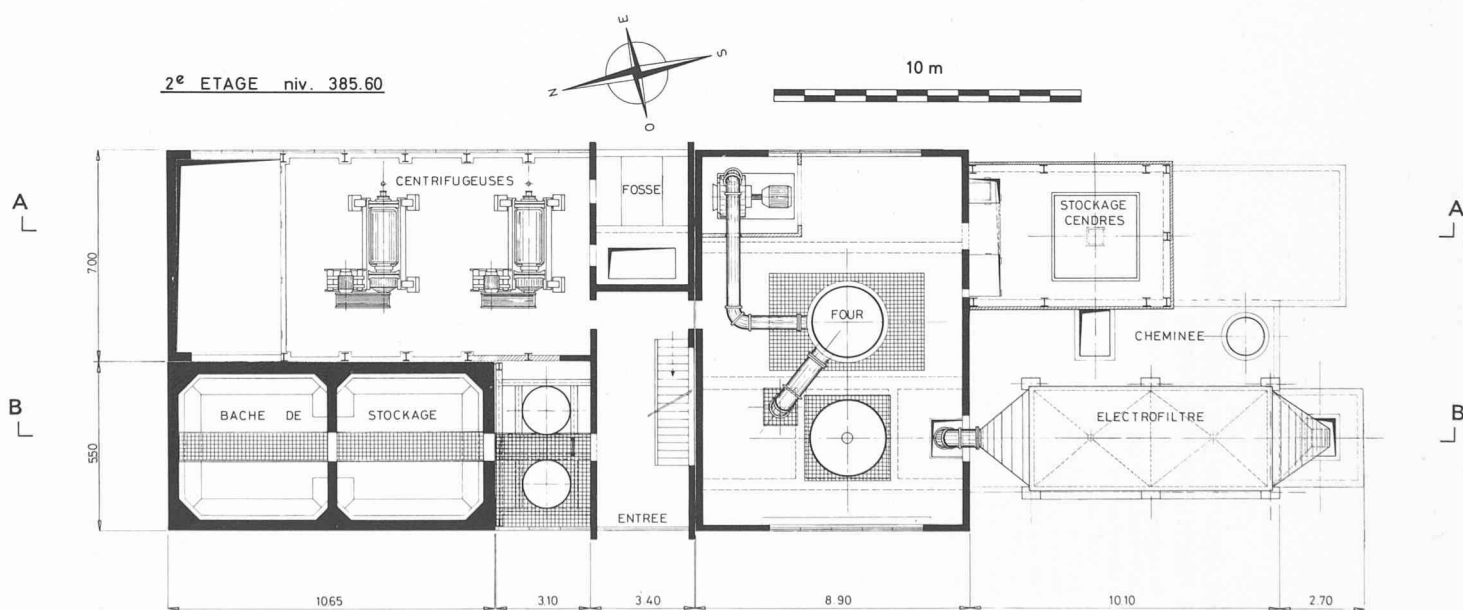 E
S
N
O
2e ETAGE niv. 385.60
10 m
A
A
7.00
CENTRIFUGEUSES
FOSSE
STOCKAGE
CENDRES
FOUR
CHEMINEE
B
B
5.50
BACHE DE STOCKAGE
ELECTROFILTRE
ENTREE
10.65 3.10 3.40 8.90 10.10 2.70